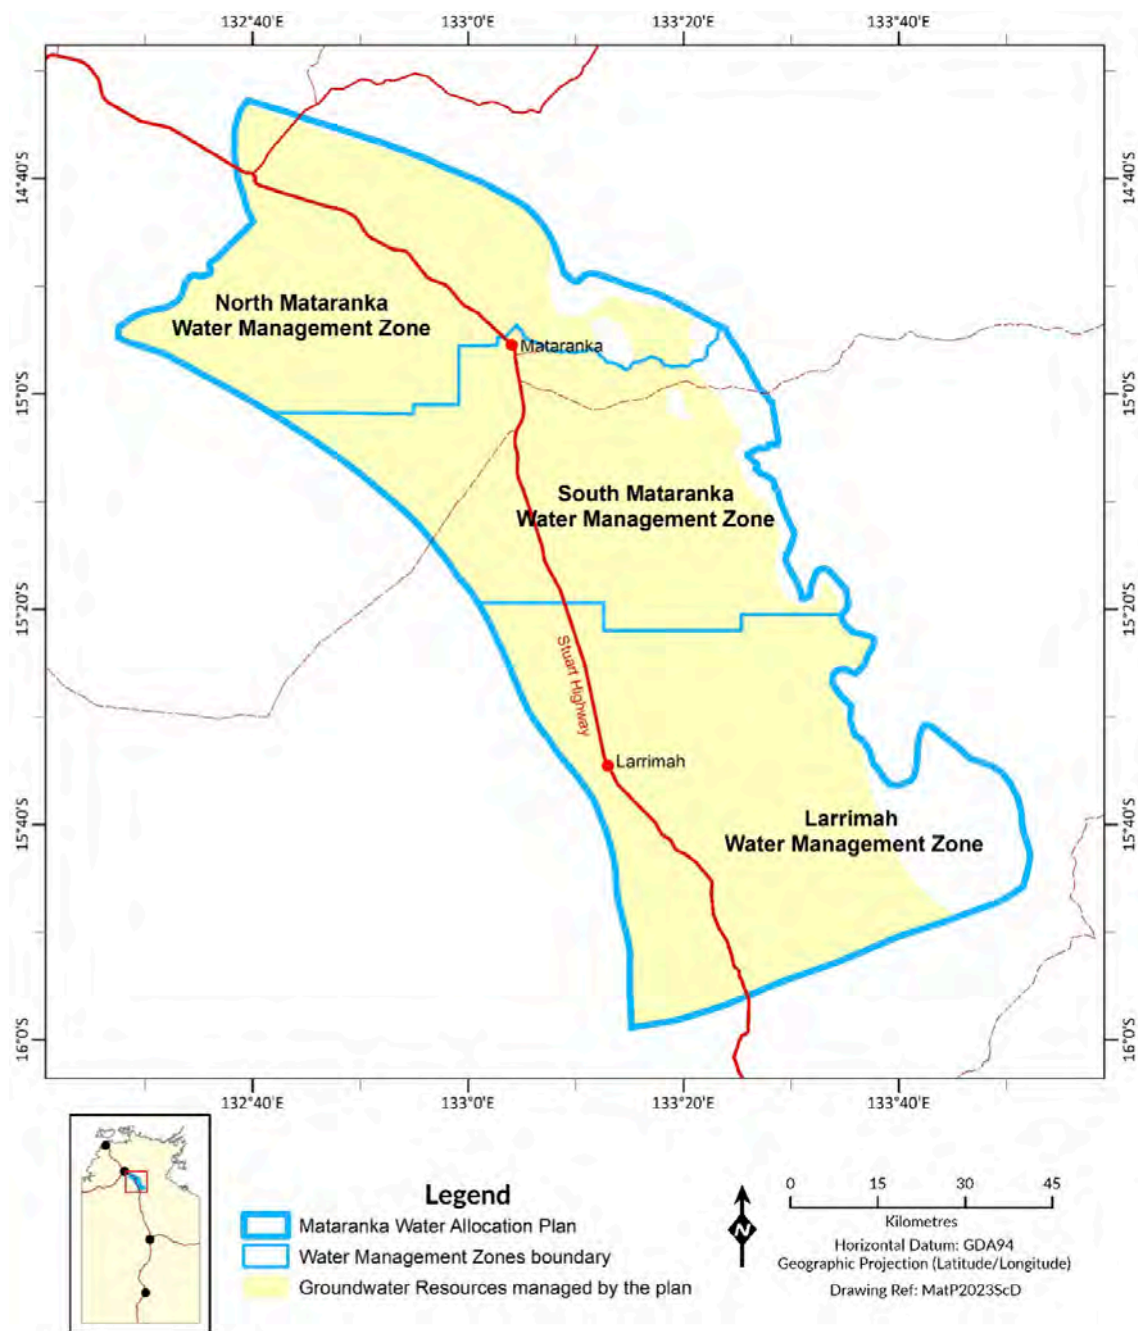 132°40'E
133°0'E
133°20'E
133°40'E
14°40'S
14°40'S
North Mataranka
Water Management Zone
Mataranka
15°0'S
15°0'S
South Mataranka
Water Management Zone
15°20'S
15°20'S
Stuart Highway
Larrimah
Larrimah
Water Management Zone
15°40'S
15°40'S
16°0'S
16°0'S
132°40'E
133°0'E
133°20'E
133°40'E
Legend
Mataranka Water Allocation Plan
Water Management Zones boundary
Groundwater Resources managed by the plan
N
0 15 30 45
Kilometres
Horizontal Datum: GDA94
Geographic Projection (Latitude/Longitude)
Drawing Ref: MatP2023ScD